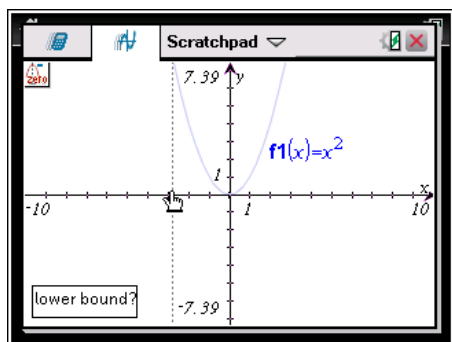 Scratchpad
zero
7.39 y
f1(x)=x²
1
x
-10 1 10
lower bound?
-7.39